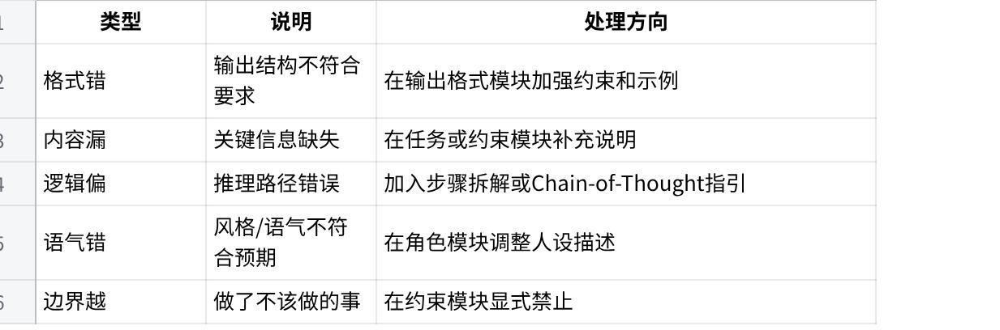 1 类型 说明 处理方向
2 格式错 输出结构不符合
要求 在输出格式模块加强约束和示例
3 内容漏 关键信息缺失 在任务或约束模块补充说明
4 逻辑偏 推理路径错误 加入步骤拆解或Chain-of-Thought指引
5 语气错 风格/语气不符
合预期 在角色模块调整人设描述
6 边界越 做了不该做的事 在约束模块显式禁止